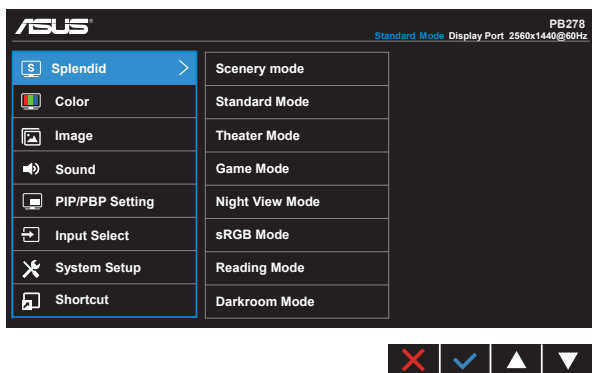 ASUS
PB278
Standard Mode Display Port 2560x1440@60Hz
S Splendid
Color
Image
Sound
PIP/PBP Setting
Input Select
System Setup
Shortcut
Scenery mode
Standard Mode
Theater Mode
Game Mode
Night View Mode
sRGB Mode
Reading Mode
Darkroom Mode